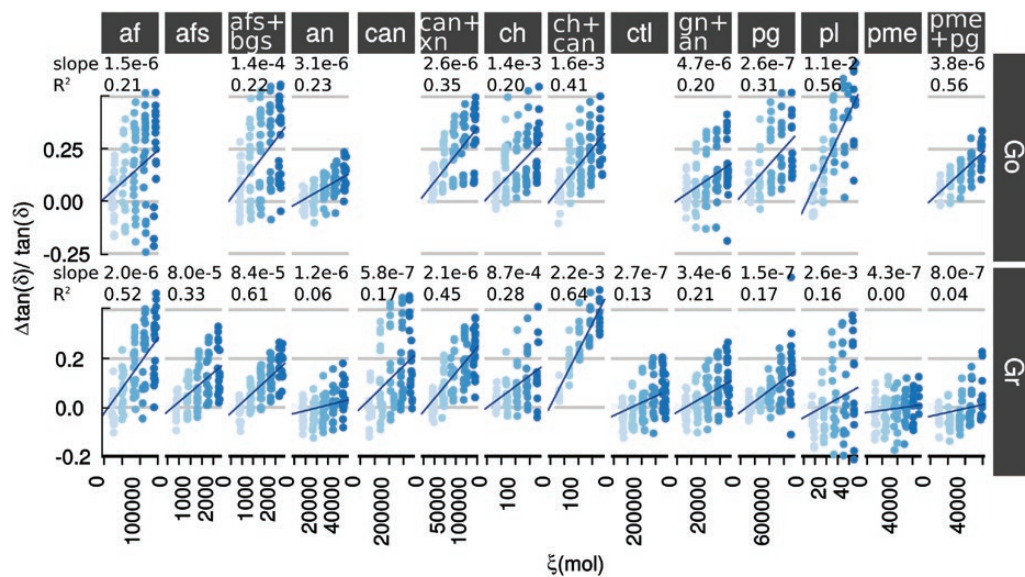 af afs afs+ bgs an can can+ xn ch ch+ can ctl gn+ an pg pl pme pme +pg
slope 1.5e-6 1.4e-4 3.1e-6 2.6e-6 1.4e-3 1.6e-3 4.7e-6 2.6e-7 1.1e-2 3.8e-6
R² 0.21 0.22 0.23 0.35 0.20 0.41 0.20 0.31 0.56 0.56
0.25
0.00
-0.25
Go
Δtan(δ)/ tan(δ)
slope 2.0e-6 8.0e-5 8.4e-5 1.2e-6 5.8e-7 2.1e-6 8.7e-4 2.2e-3 2.7e-7 3.4e-6 1.5e-7 2.6e-3 4.3e-7 8.0e-7
R² 0.52 0.33 0.61 0.06 0.17 0.45 0.28 0.64 0.13 0.21 0.17 0.16 0.00 0.04
0.2
0.0
-0.2
Gr
0 100000 0 1000 2000 0 1000 2000 0 20000 40000 0 200000 0 50000 100000 0 100 0 100 0 200000 0 20000 0 600000 0 20 40 0 40000 0 40000
ξ(mol)